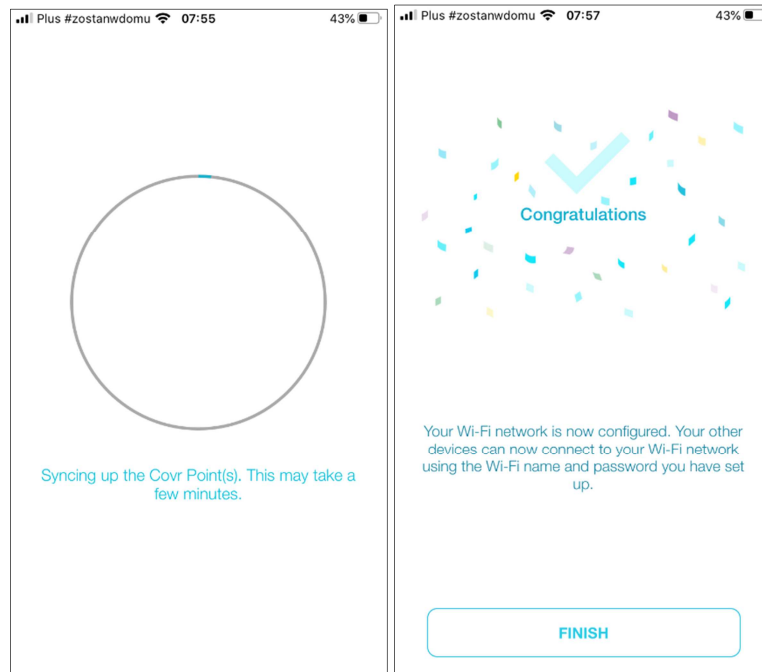 Plus #zostanwdomu 07:55 43%
Syncing up the Covr Point(s). This may take a
few minutes.
Plus #zostanwdomu 07:57 43%
Congratulations
Your Wi-Fi network is now configured. Your other
devices can now connect to your Wi-Fi network
using the Wi-Fi name and password you have set
up.
FINISH